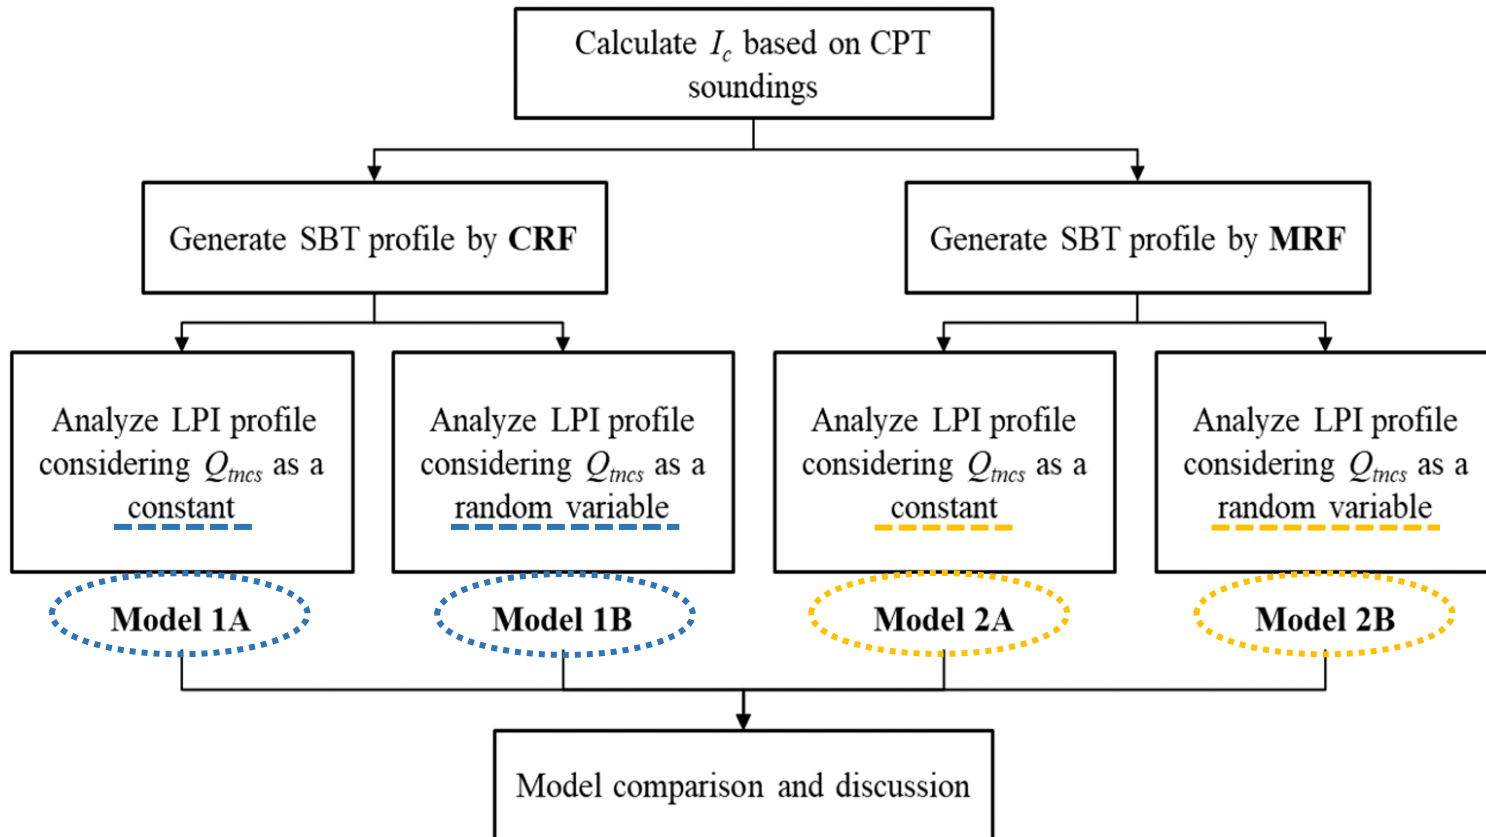 Calculate I_c based on CPT
soundings
Generate SBT profile by CRF
Generate SBT profile by MRF
Analyze LPI profile
considering Q_tncs as a
constant
Analyze LPI profile
considering Q_tncs as a
random variable
Analyze LPI profile
considering Q_tncs as a
constant
Analyze LPI profile
considering Q_tncs as a
random variable
Model 1A
Model 1B
Model 2A
Model 2B
Model comparison and discussion